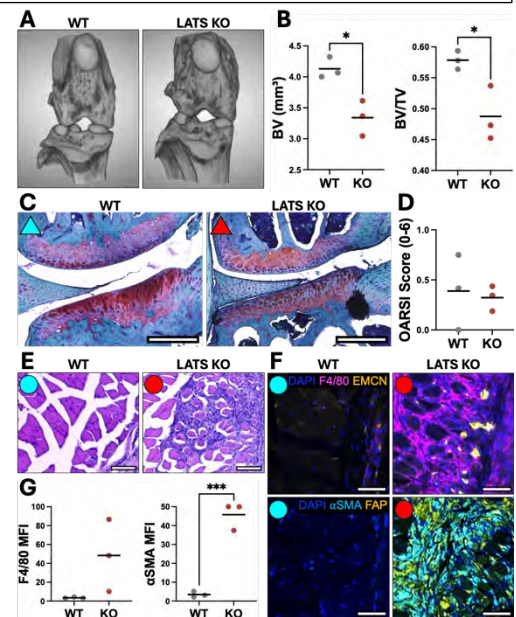 A WT LATS KO
B
*
BV (mm³)
4.5
4.0
3.5
3.0
2.5
WT KO
*
BV/TV
0.60
0.55
0.50
0.45
0.40
WT KO
C WT LATS KO
D
OARSI Score (0-6)
1.0
0.5
0.0
WT KO
E WT LATS KO
F WT LATS KO
DAPI F4/80 EMCN
DAPI αSMA FAP
G
F4/80 MFI
100
80
60
40
20
0
WT KO
***
αSMA MFI
50
40
30
20
10
0
WT KO